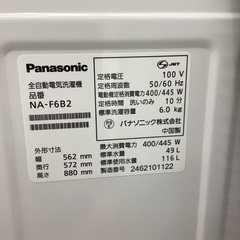 JET
Panasonic
全自動電気洗濯機
品番
NA-F6B2
定格電圧 100 V
定格周波数 50/60 Hz
電動機定格消費電力 400/445 W
定格時間 洗いのみ 10 分
標準洗濯容量 6.0 kg
パナソニック株式会社
中国製
外形寸法
幅 562 mm
奥行 572 mm
高さ 880 mm
最大消費電力 400/445 W
標準水量 49 L
標準使用水量 116 L
2462101122